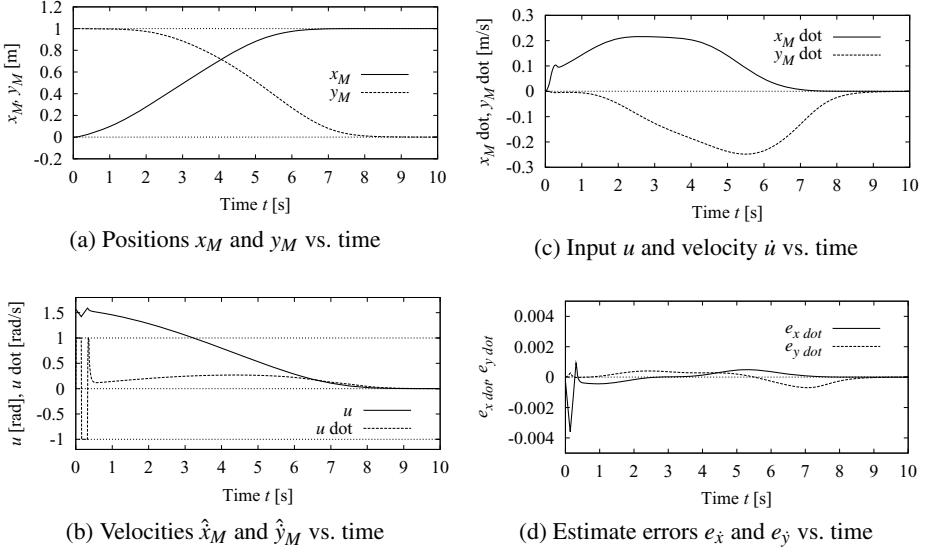 x_M, y_M [m]
1.2
1
0.8
0.6
0.4
0.2
0
-0.2
x_M
y_M
0 1 2 3 4 5 6 7 8 9 10
Time t [s]
(a) Positions x_M and y_M vs. time
x_M dot, y_M dot [m/s]
0.3
0.2
0.1
0
-0.1
-0.2
-0.3
x_M dot
y_M dot
0 1 2 3 4 5 6 7 8 9 10
Time t [s]
(c) Input u and velocity u̇ vs. time
u [rad], u dot [rad/s]
1.5
1
0.5
0
-0.5
-1
u
u dot
0 1 2 3 4 5 6 7 8 9 10
Time t [s]
(b) Velocities ẋ̂_M and ẏ̂_M vs. time
e_x dot, e_y dot
0.004
0.002
0
-0.002
-0.004
e_x dot
e_y dot
0 1 2 3 4 5 6 7 8 9 10
Time t [s]
(d) Estimate errors e_ẋ and e_ẏ vs. time